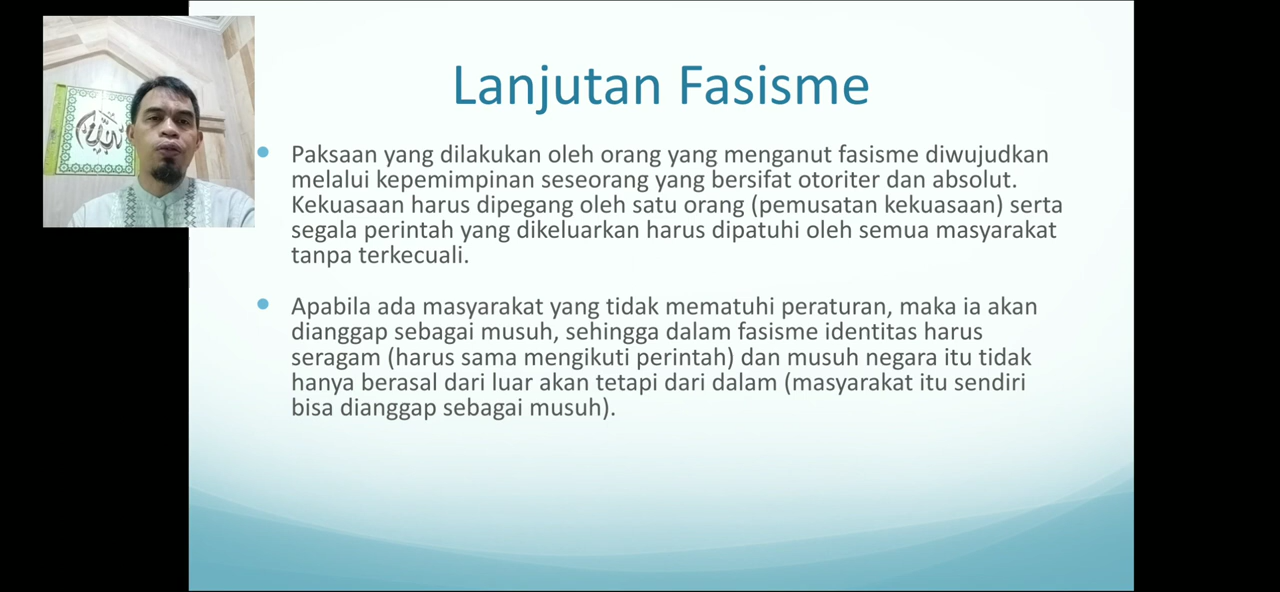 Lanjutan Fasisme
Paksaan yang dilakukan oleh orang yang menganut fasisme diwujudkan
melalui kepemimpinan seseorang yang bersifat otoriter dan absolut.
Kekuasaan harus dipegang oleh satu orang (pemusatan kekuasaan) serta
segala perintah yang dikeluarkan harus dipatuhi oleh semua masyarakat
tanpa terkecuali.
Apabila ada masyarakat yang tidak mematuhi peraturan, maka ia akan
dianggap sebagai musuh, sehingga dalam fasisme identitas harus
seragam (harus sama mengikuti perintah) dan musuh negara itu tidak
hanya berasal dari luar akan tetapi dari dalam (masyarakat itu sendiri
bisa dianggap sebagai musuh).